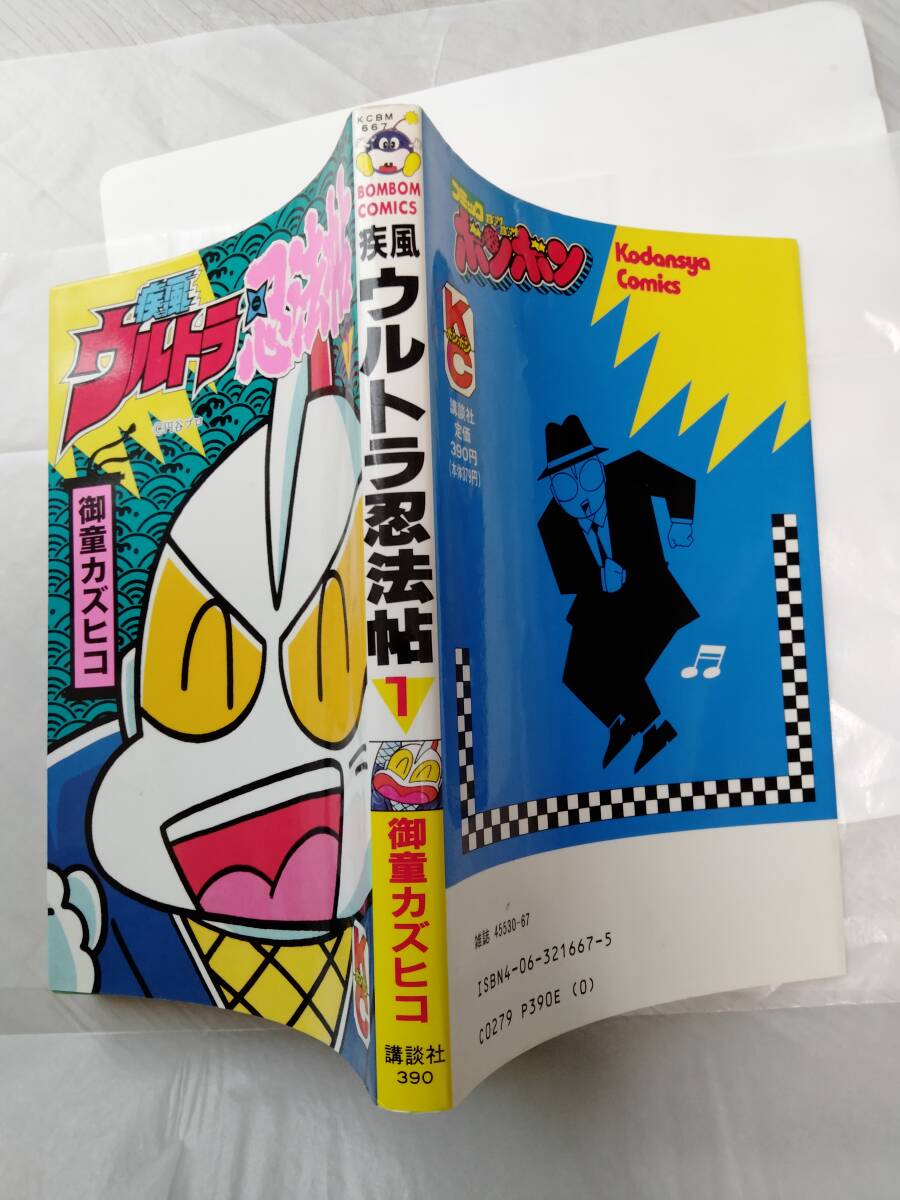 疾風
ウルトラ忍法帖
©円谷プロ
御童カズヒコ
KC
KCBM
667
BOMBOM
COMICS
疾風
ウルトラ忍法帖
1
御童カズヒコ
講談社
390
コミック
ボンボン
Kodansya
Comics
K
ボンボン
C
講談社
定価
390円
(本体379円)
雑誌 45530-67
ISBN4-06-321667-5
C0279 P390E (0)